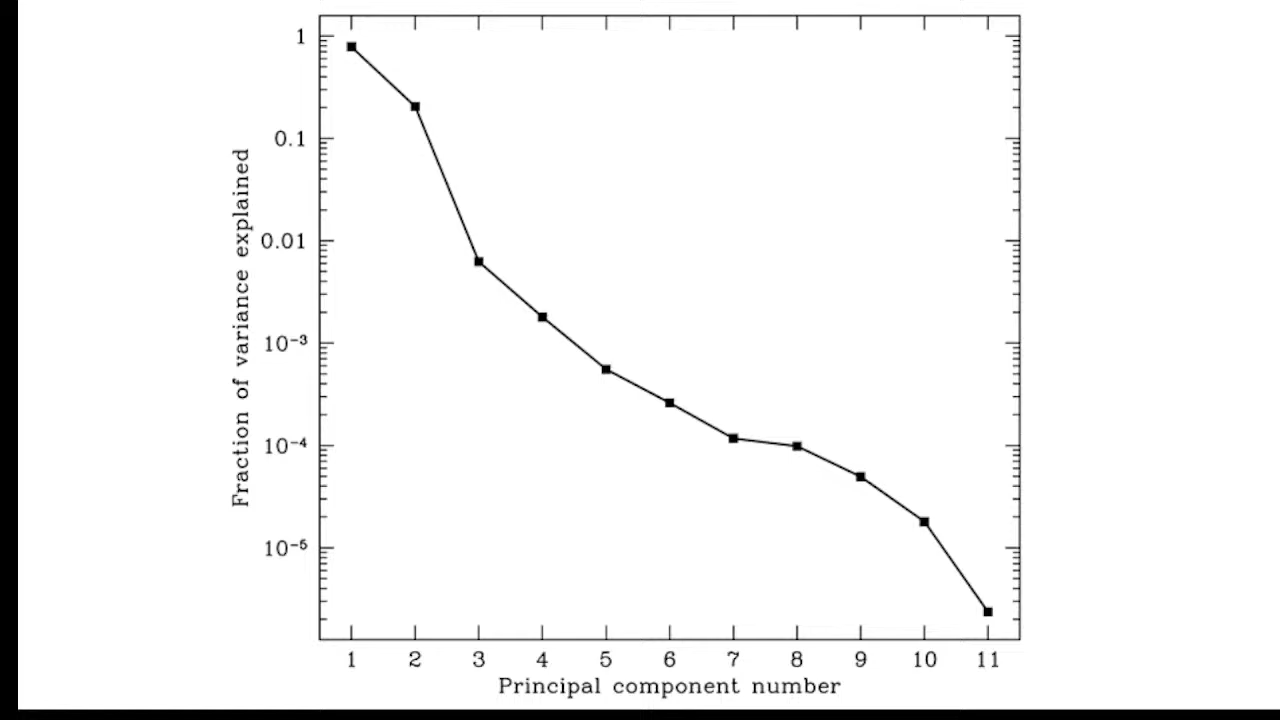 1
0.1
0.01
10⁻³
10⁻⁴
10⁻⁵
Fraction of variance explained
1 2 3 4 5 6 7 8 9 10 11
Principal component number